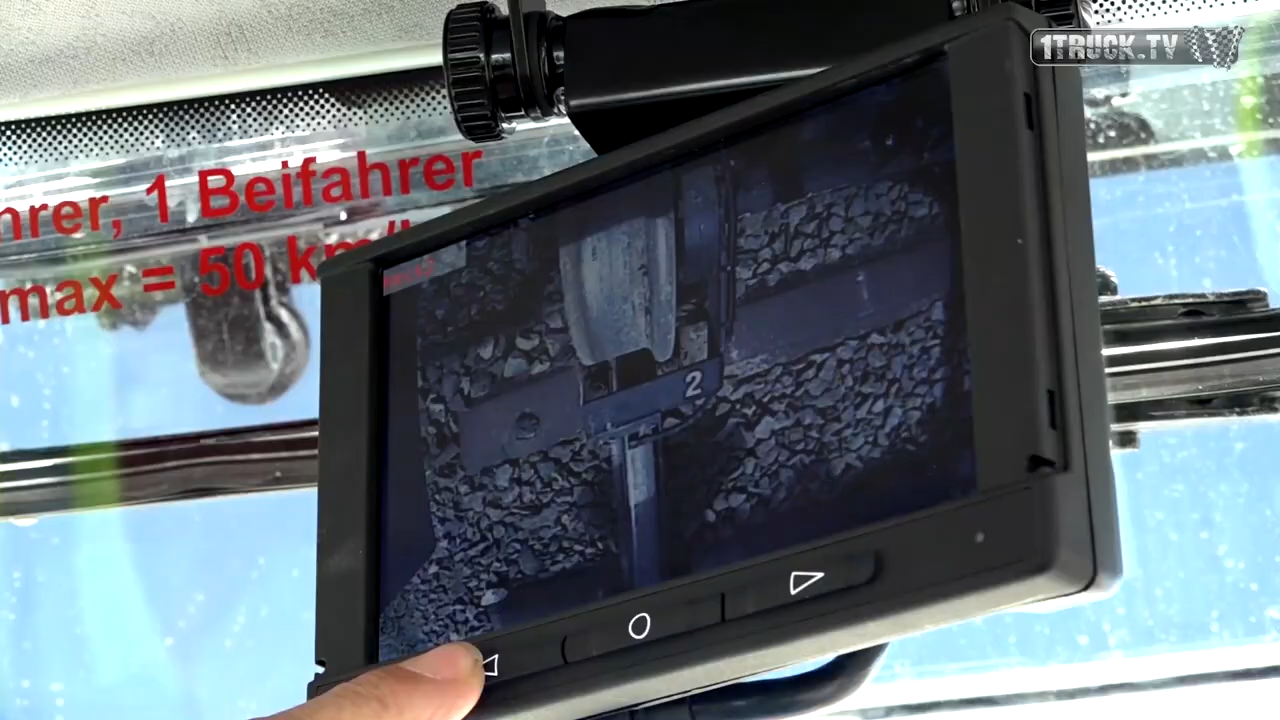 1TRUCK.TV
hrer, 1 Beifahrer
max = 50 km/h
2